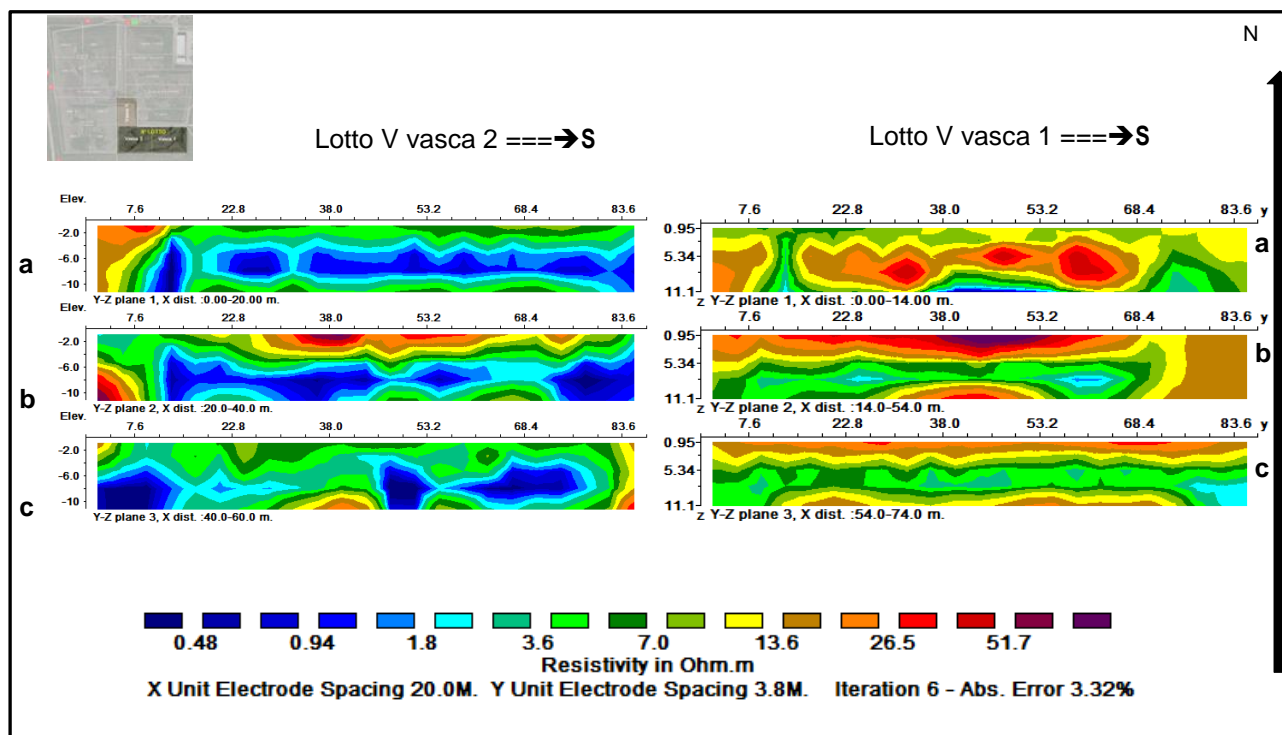 N
V° LOTTO
Lotto V vasca 2 ===➔S
Lotto V vasca 1 ===➔S
Elev. 7.6 22.8 38.0 53.2 68.4 83.6
-2.0
-6.0
-10
a
Y-Z plane 1, X dist. :0.00-20.00 m.
7.6 22.8 38.0 53.2 68.4 83.6
-2.0
-6.0
-10
b
Y-Z plane 2, X dist. :20.0-40.0 m.
Elev. 7.6 22.8 38.0 53.2 68.4 83.6
-2.0
-6.0
-10
c
Y-Z plane 3, X dist. :40.0-60.0 m.
7.6 22.8 38.0 53.2 68.4 83.6 y
0.95
5.34
11.1
a
z Y-Z plane 1, X dist. :0.00-14.00 m.
7.6 22.8 38.0 53.2 68.4 83.6 y
0.95
5.34
11.1
b
z Y-Z plane 2, X dist. :14.0-54.0 m.
7.6 22.8 38.0 53.2 68.4 83.6 y
0.95
5.34
11.1
c
z Y-Z plane 3, X dist. :54.0-74.0 m.
0.48 0.94 1.8 3.6 7.0 13.6 26.5 51.7
Resistivity in Ohm.m
X Unit Electrode Spacing 20.0M. Y Unit Electrode Spacing 3.8M. Iteration 6 - Abs. Error 3.32%